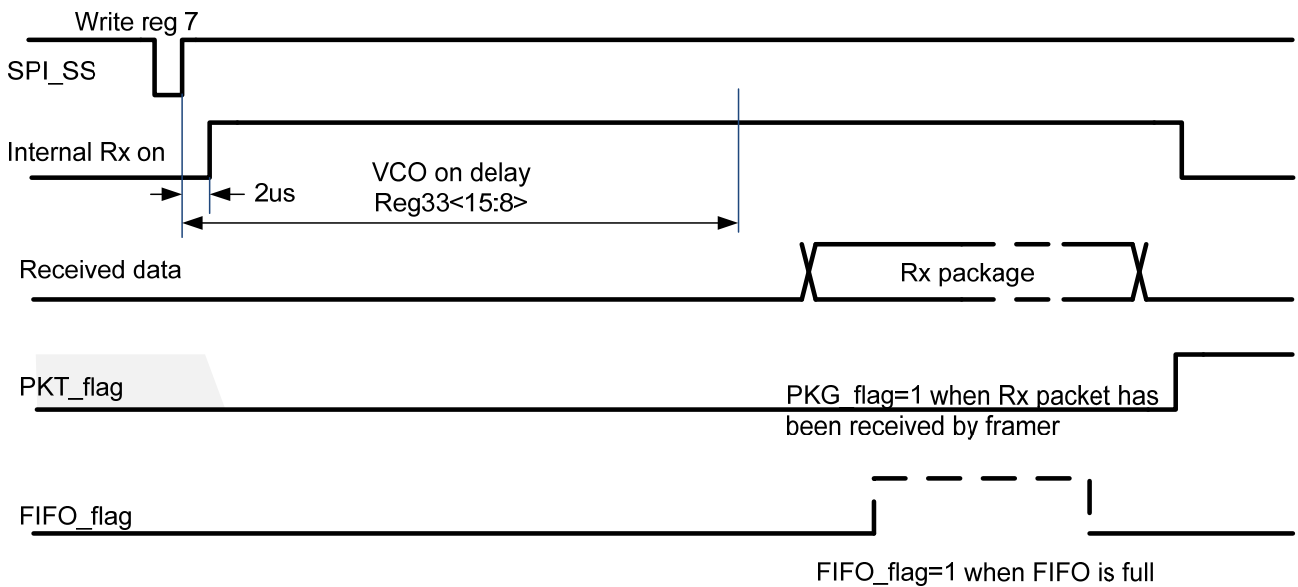 Write reg 7
SPI_SS
Internal Rx on
2us
VCO on delay
Reg33<15:8>
Received data
Rx package
PKT_flag
PKG_flag=1 when Rx packet has
been received by framer
FIFO_flag
FIFO_flag=1 when FIFO is full